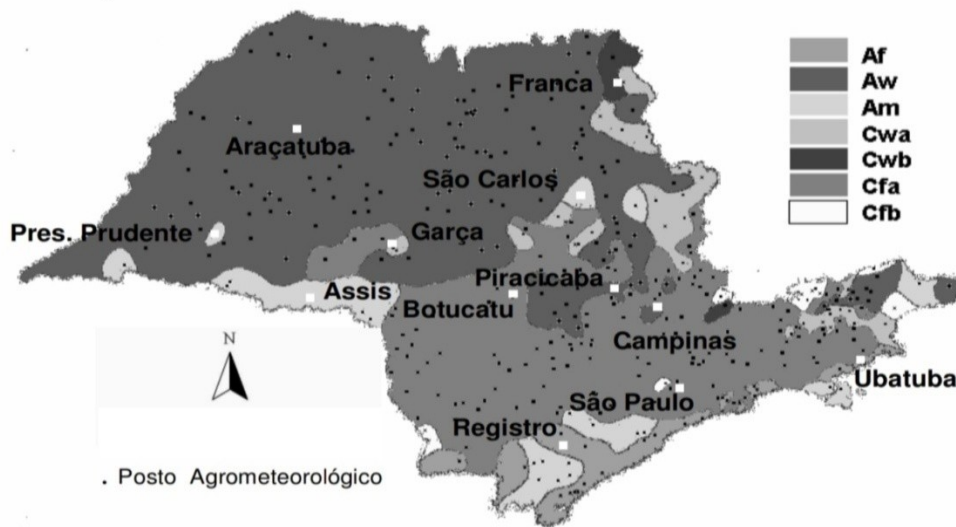 Af
Aw
Am
Cwa
Cwb
Cfa
Cfb
Franca
Araçatuba
São Carlos
Pres. Prudente
Garça
Piracicaba
Assis
Botucatu
Campinas
Ubatuba
São Paulo
Registro
N
. Posto Agrometeorológico